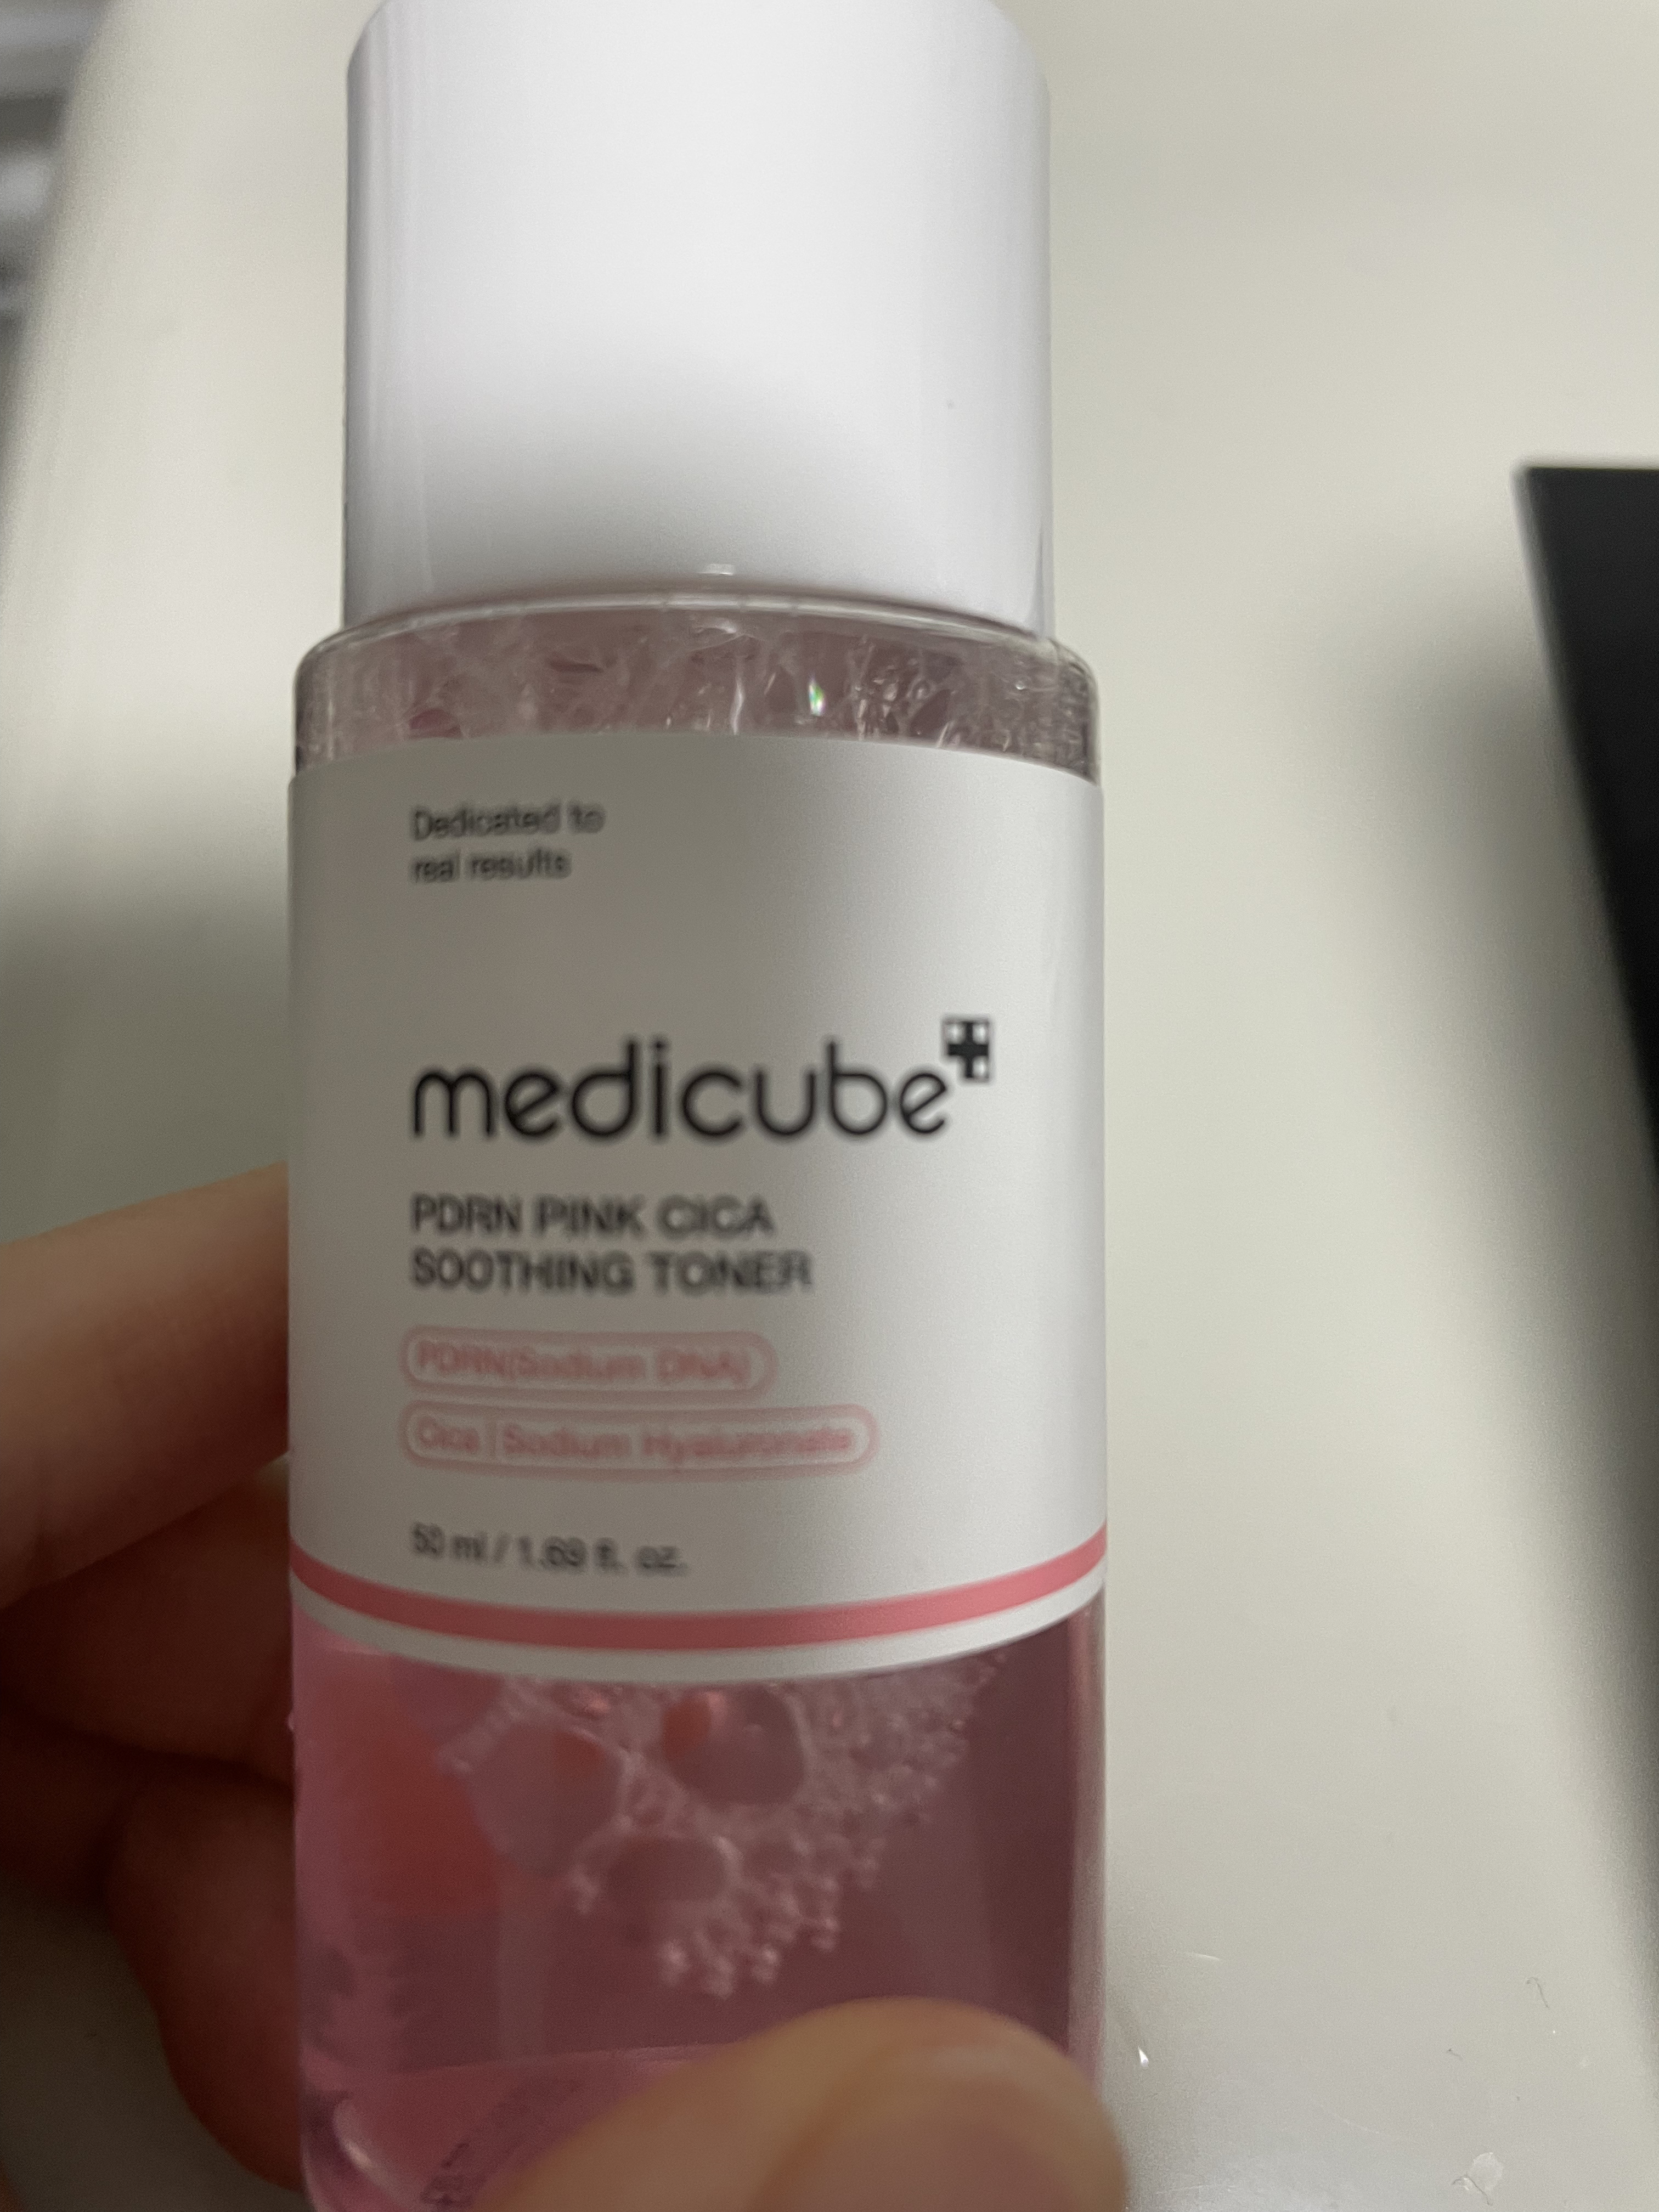 Dedicated to
real results
medicube
PDRN PINK CICA
SOOTHING TONER
PDRN(Sodium DNA)
Cica | Sodium Hyaluronate
50 ml / 1.69 fl. oz.